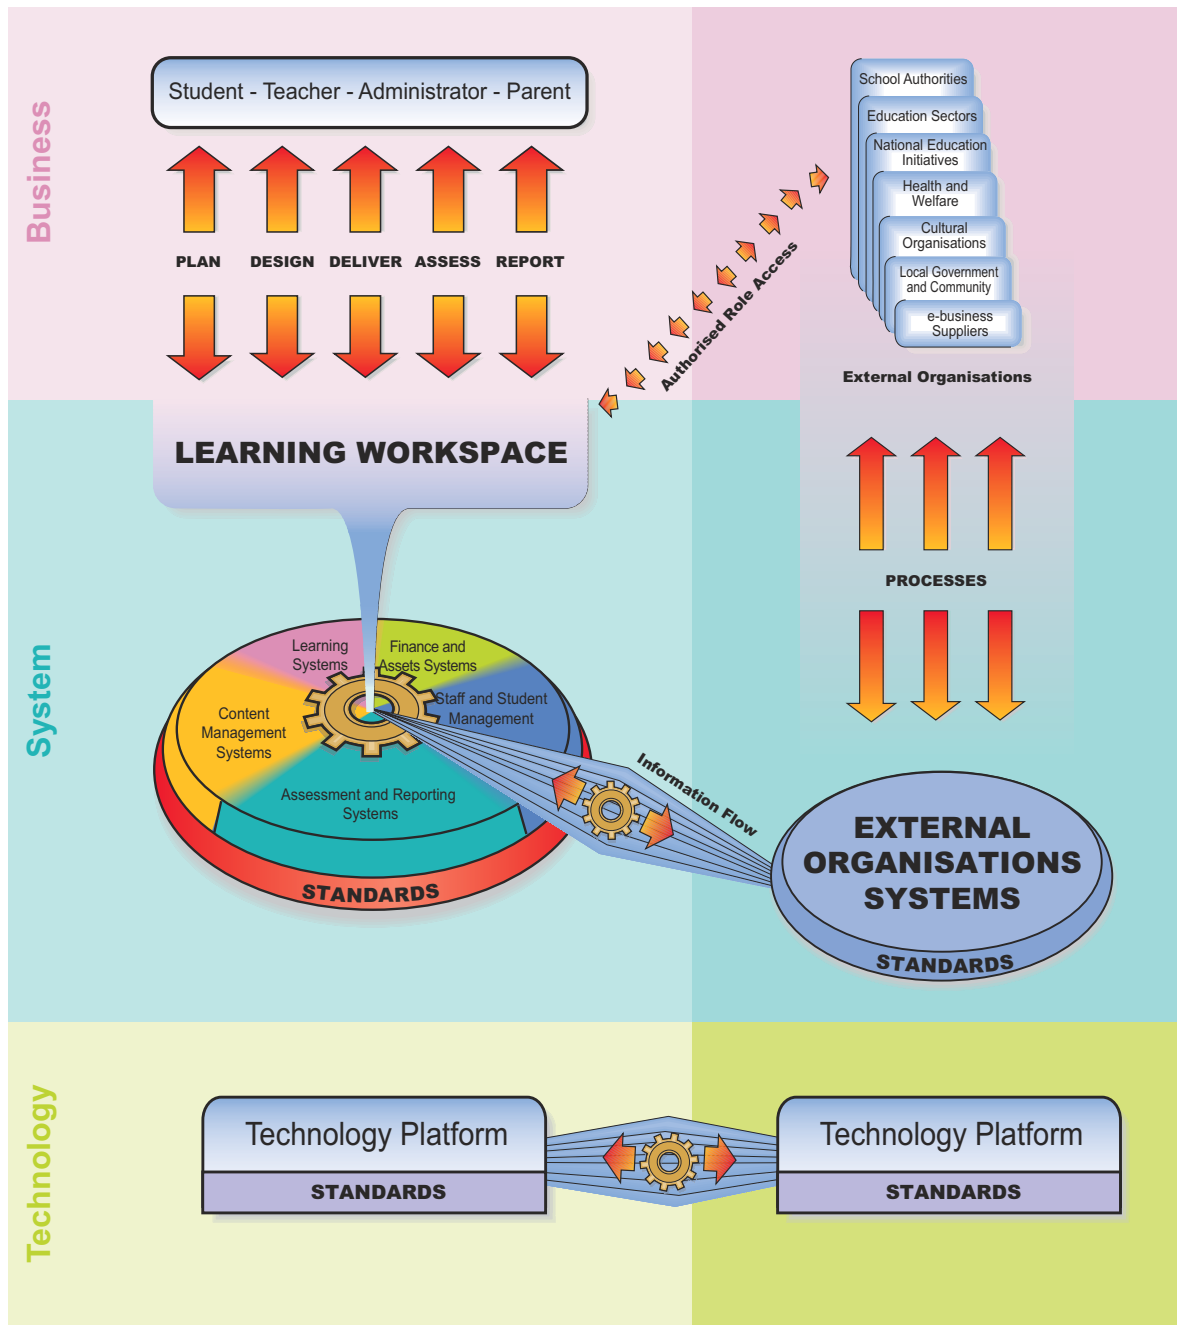 Business
Student - Teacher - Administrator - Parent
PLAN
DESIGN
DELIVER
ASSESS
REPORT
Authorised Role Access
School Authorities
Education Sectors
National Education
Initiatives
Health and
Welfare
Cultural
Organisations
Local Government
and Community
e-business
Suppliers
External Organisations
System
LEARNING WORKSPACE
PROCESSES
Learning
Systems
Finance and
Assets Systems
Content
Management
Systems
Staff and Student
Management
Assessment and Reporting
Systems
STANDARDS
Information Flow
EXTERNAL
ORGANISATIONS
SYSTEMS
STANDARDS
Technology
Technology Platform
STANDARDS
Technology Platform
STANDARDS